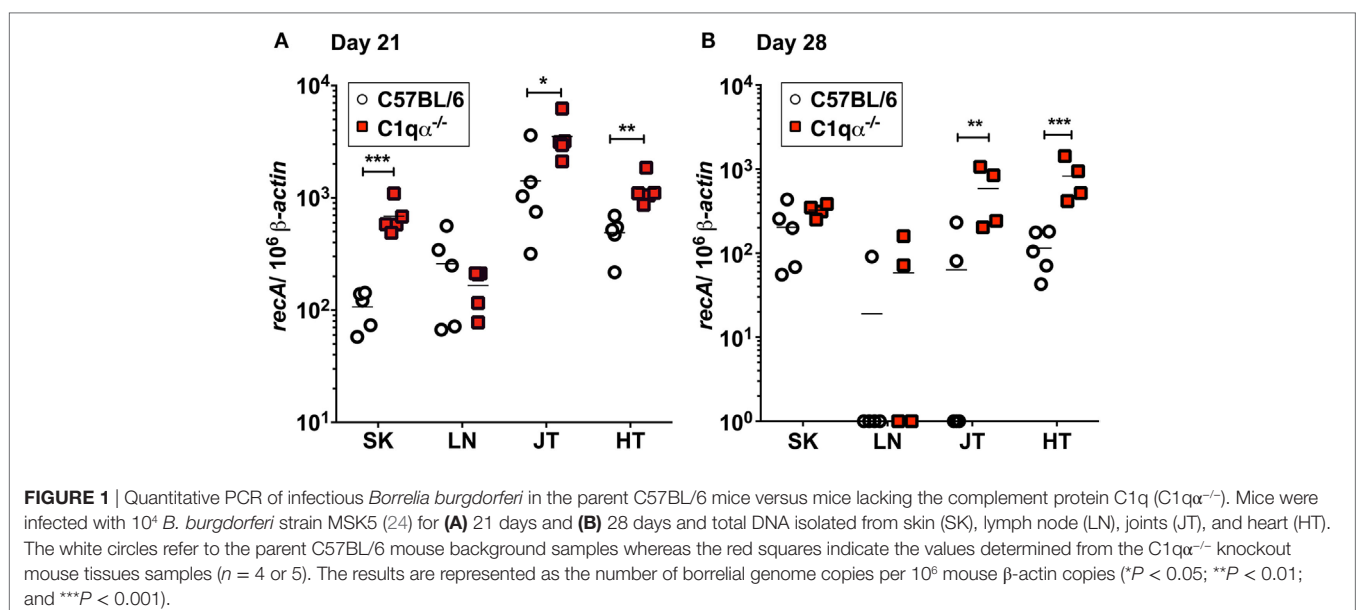 A Day 21
B Day 28
10⁴
10³
10²
10¹
recA/ 10⁶ β-actin
C57BL/6
C1qα⁻/⁻
***
*
**
SK LN JT HT
10⁴
10³
10²
10¹
10⁰
recA/ 10⁶ β-actin
C57BL/6
C1qα⁻/⁻
**
***
SK LN JT HT
FIGURE 1 | Quantitative PCR of infectious Borrelia burgdorferi in the parent C57BL/6 mice versus mice lacking the complement protein C1q (C1qα⁻/⁻). Mice were
infected with 10⁴ B. burgdorferi strain MSK5 (24) for (A) 21 days and (B) 28 days and total DNA isolated from skin (SK), lymph node (LN), joints (JT), and heart (HT).
The white circles refer to the parent C57BL/6 mouse background samples whereas the red squares indicate the values determined from the C1qα⁻/⁻ knockout
mouse tissues samples (n = 4 or 5). The results are represented as the number of borrelial genome copies per 10⁶ mouse β-actin copies (*P < 0.05; **P < 0.01;
and ***P < 0.001).